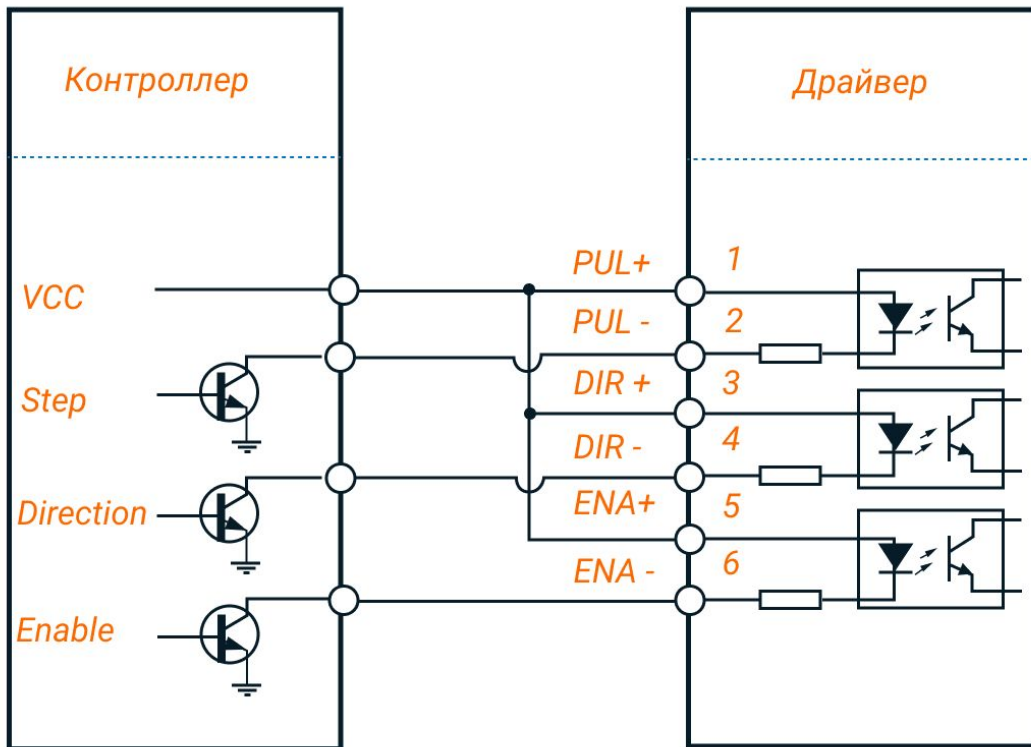 Контроллер
Драйвер
VCC
Step
Direction
Enable
PUL+
PUL -
DIR +
DIR -
ENA+
ENA -
1
2
3
4
5
6